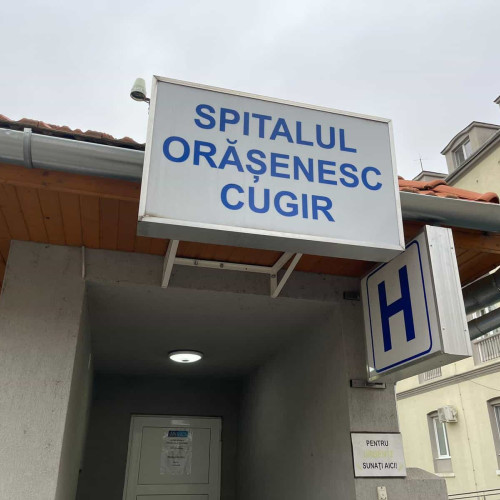 SPITALUL
ORĂȘENESC
CUGIR
H
PENTRU
SUNAȚI AICI!